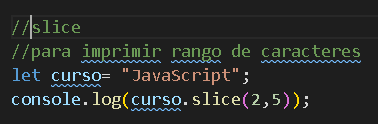 //slice
//para imprimir rango de caracteres
let curso= "JavaScript";
console.log(curso.slice(2,5));